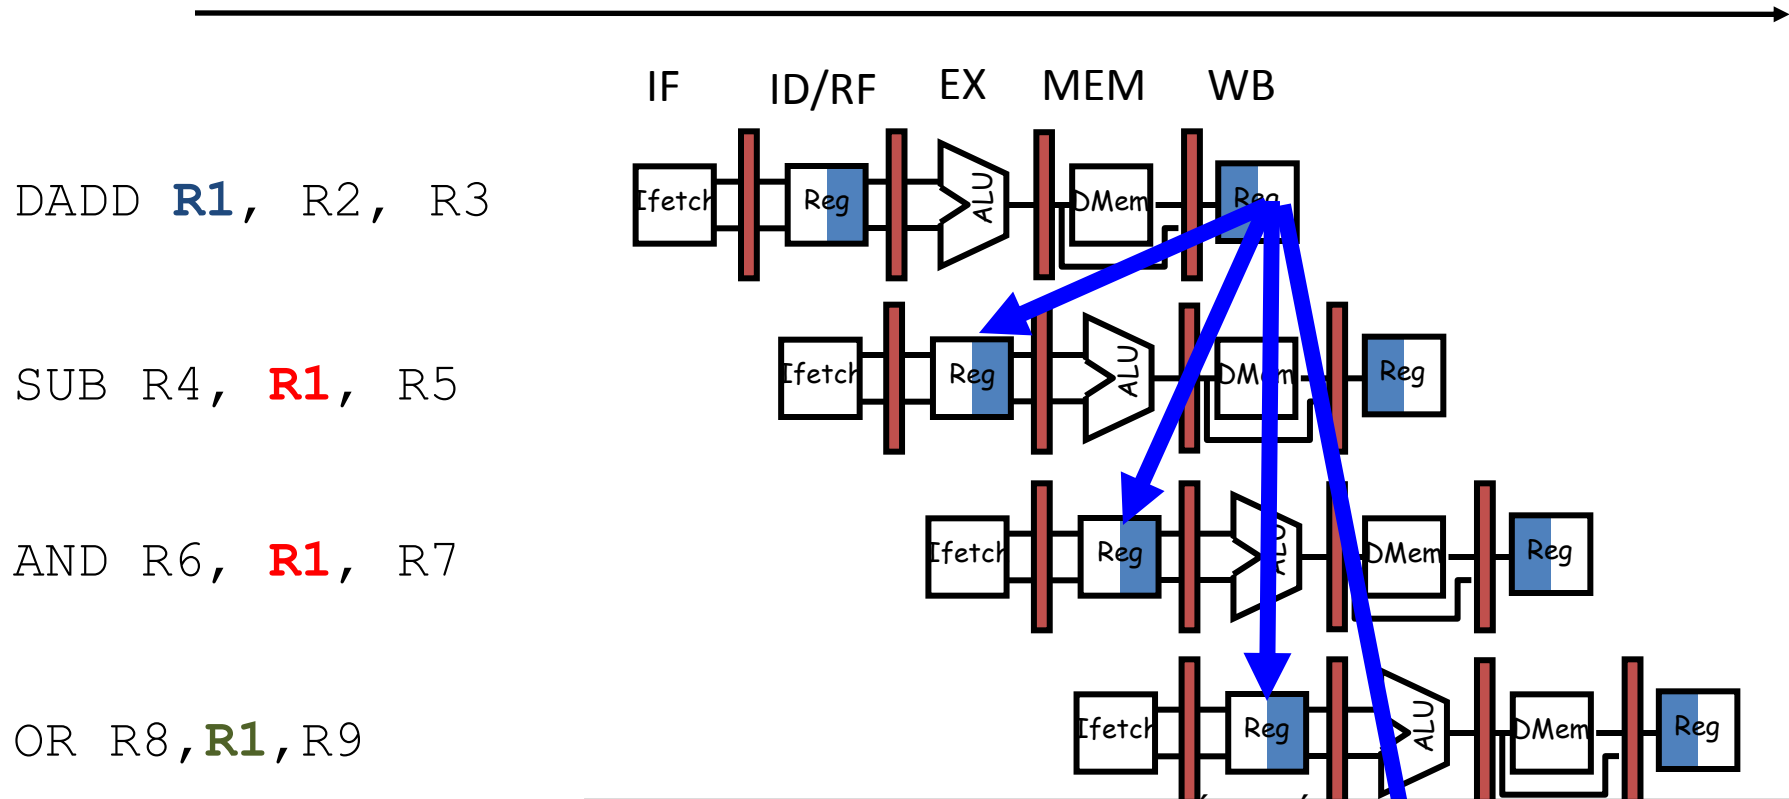 IF ID/RF EX MEM WB
DADD R1, R2, R3
Ifetch Reg ALU DMem Reg
SUB R4, R1, R5
Ifetch Reg ALU DMem Reg
AND R6, R1, R7
Ifetch Reg ALU DMem Reg
OR R8,R1,R9
Ifetch Reg ALU DMem Reg